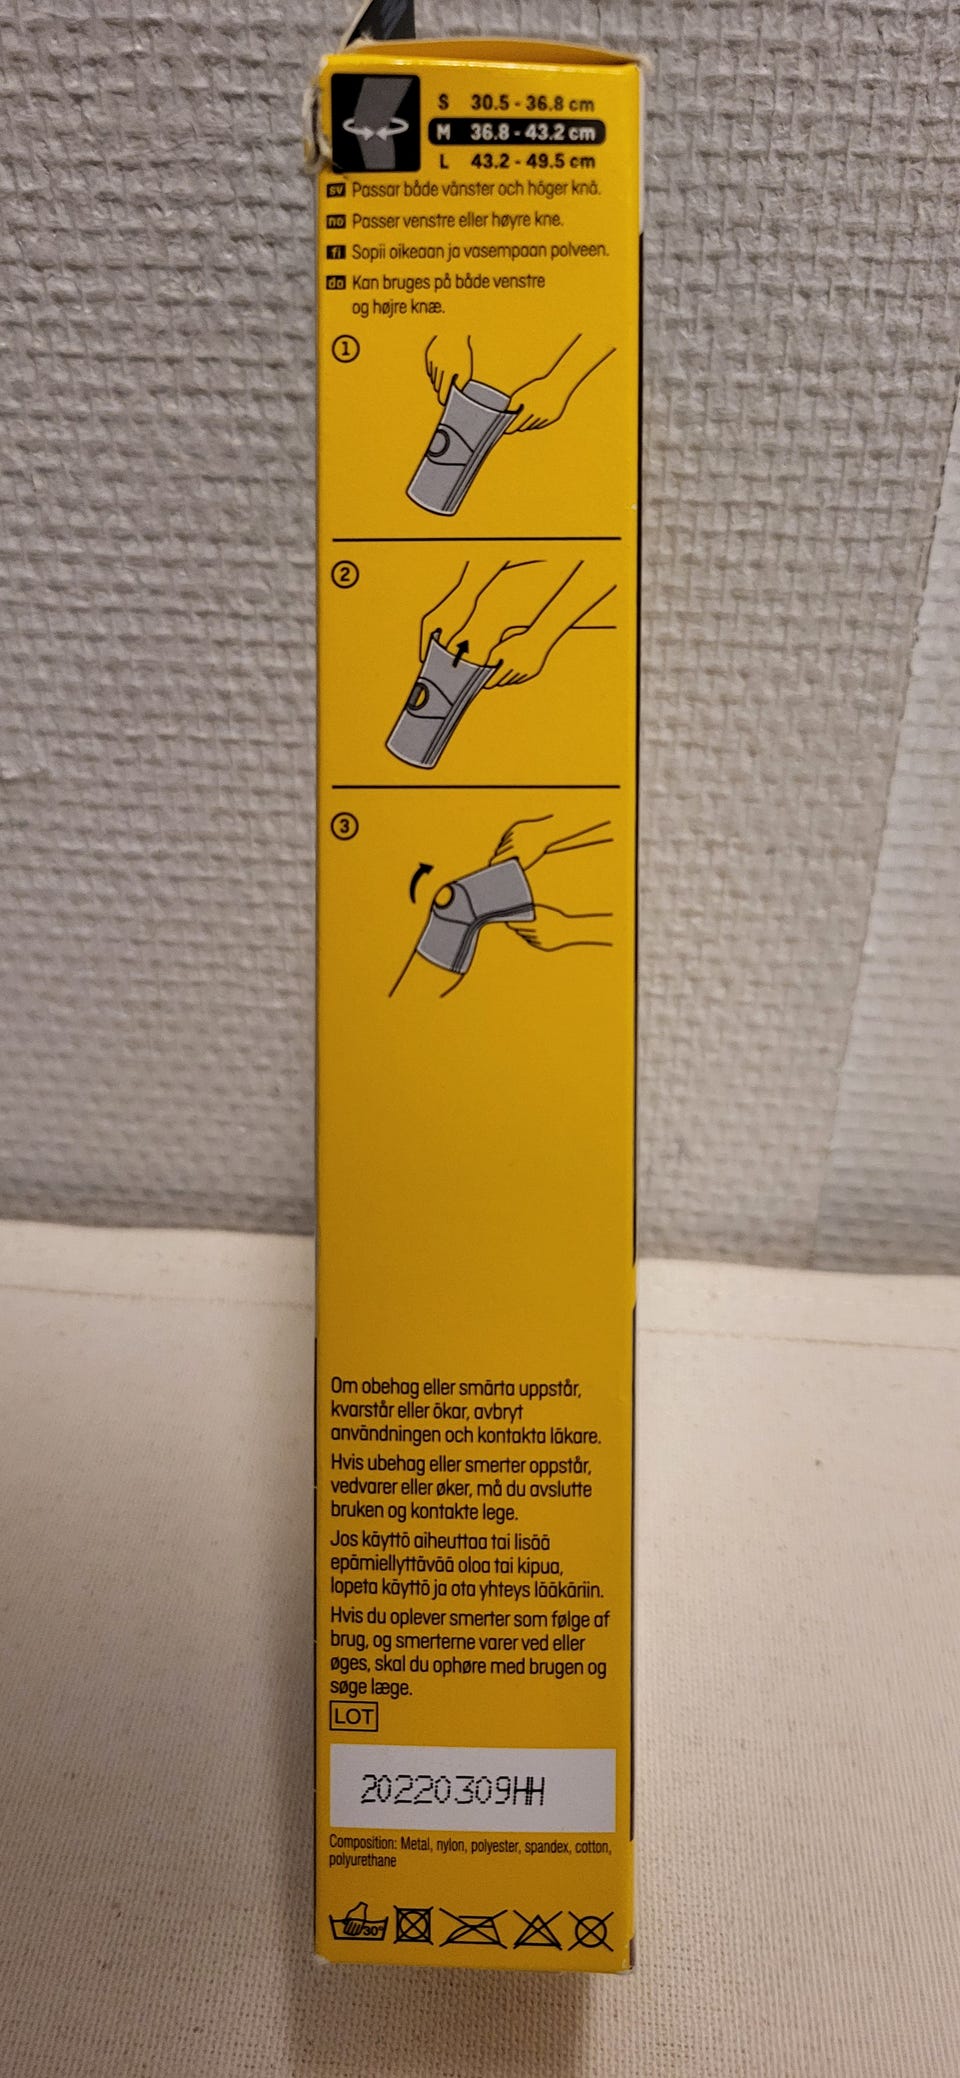 S 30.5 - 36.8 cm
M 36.8 - 43.2 cm
L 43.2 - 49.5 cm
sv Passar både vänster och höger knä.
no Passer venstre eller høyre kne.
fi Sopii oikeaan ja vasempaan polveen.
da Kan bruges på både venstre
og højre knæ.
1
2
3
Om obehag eller smärta uppstår,
kvarstår eller ökar, avbryt
användningen och kontakta läkare.
Hvis ubehag eller smerter oppstår,
vedvarer eller øker, må du avslutte
bruken og kontakte lege.
Jos käyttö aiheuttaa tai lisää
epämiellyttävää oloa tai kipua,
lopeta käyttö ja ota yhteys lääkäriin.
Hvis du oplever smerter som følge af
brug, og smerterne varer ved eller
øges, skal du ophøre med brugen og
søge læge.
LOT
20220309HH
Composition: Metal, nylon, polyester, spandex, cotton,
polyurethane
30°